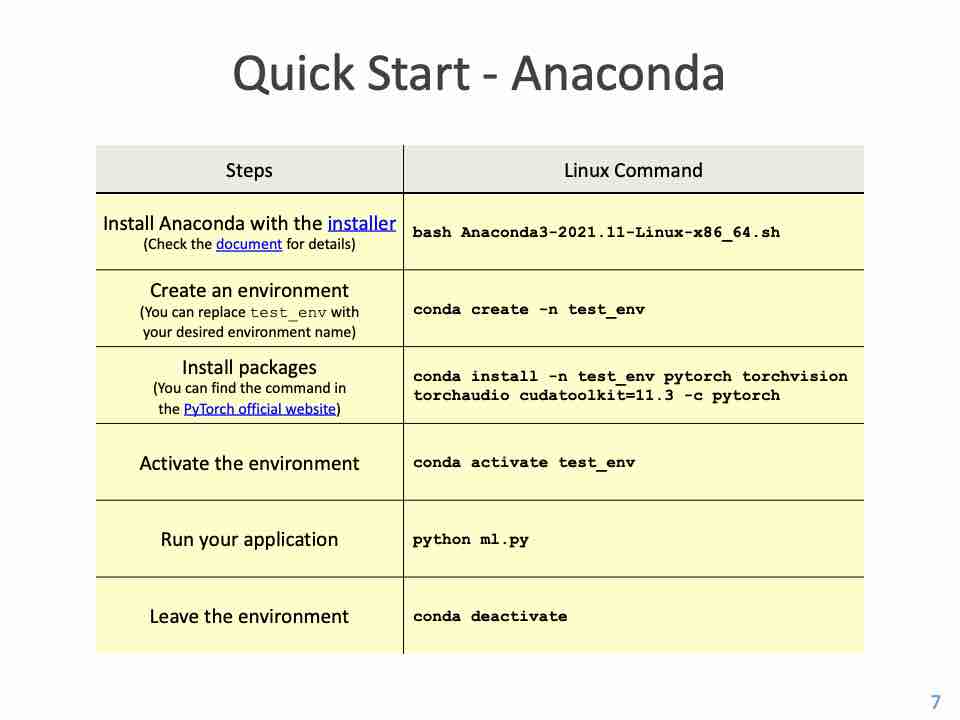 Quick Start - Anaconda
Steps
Linux Command
Install Anaconda with the installer
(Check the document for details)
bash Anaconda3-2021.11-Linux-x86_64.sh
Create an environment
(You can replace test_env with
your desired environment name)
conda create -n test_env
Install packages
(You can find the command in
the PyTorch official website)
conda install -n test_env pytorch torchvision
torchaudio cudatoolkit=11.3 -c pytorch
Activate the environment
conda activate test_env
Run your application
python ml.py
Leave the environment
conda deactivate
7